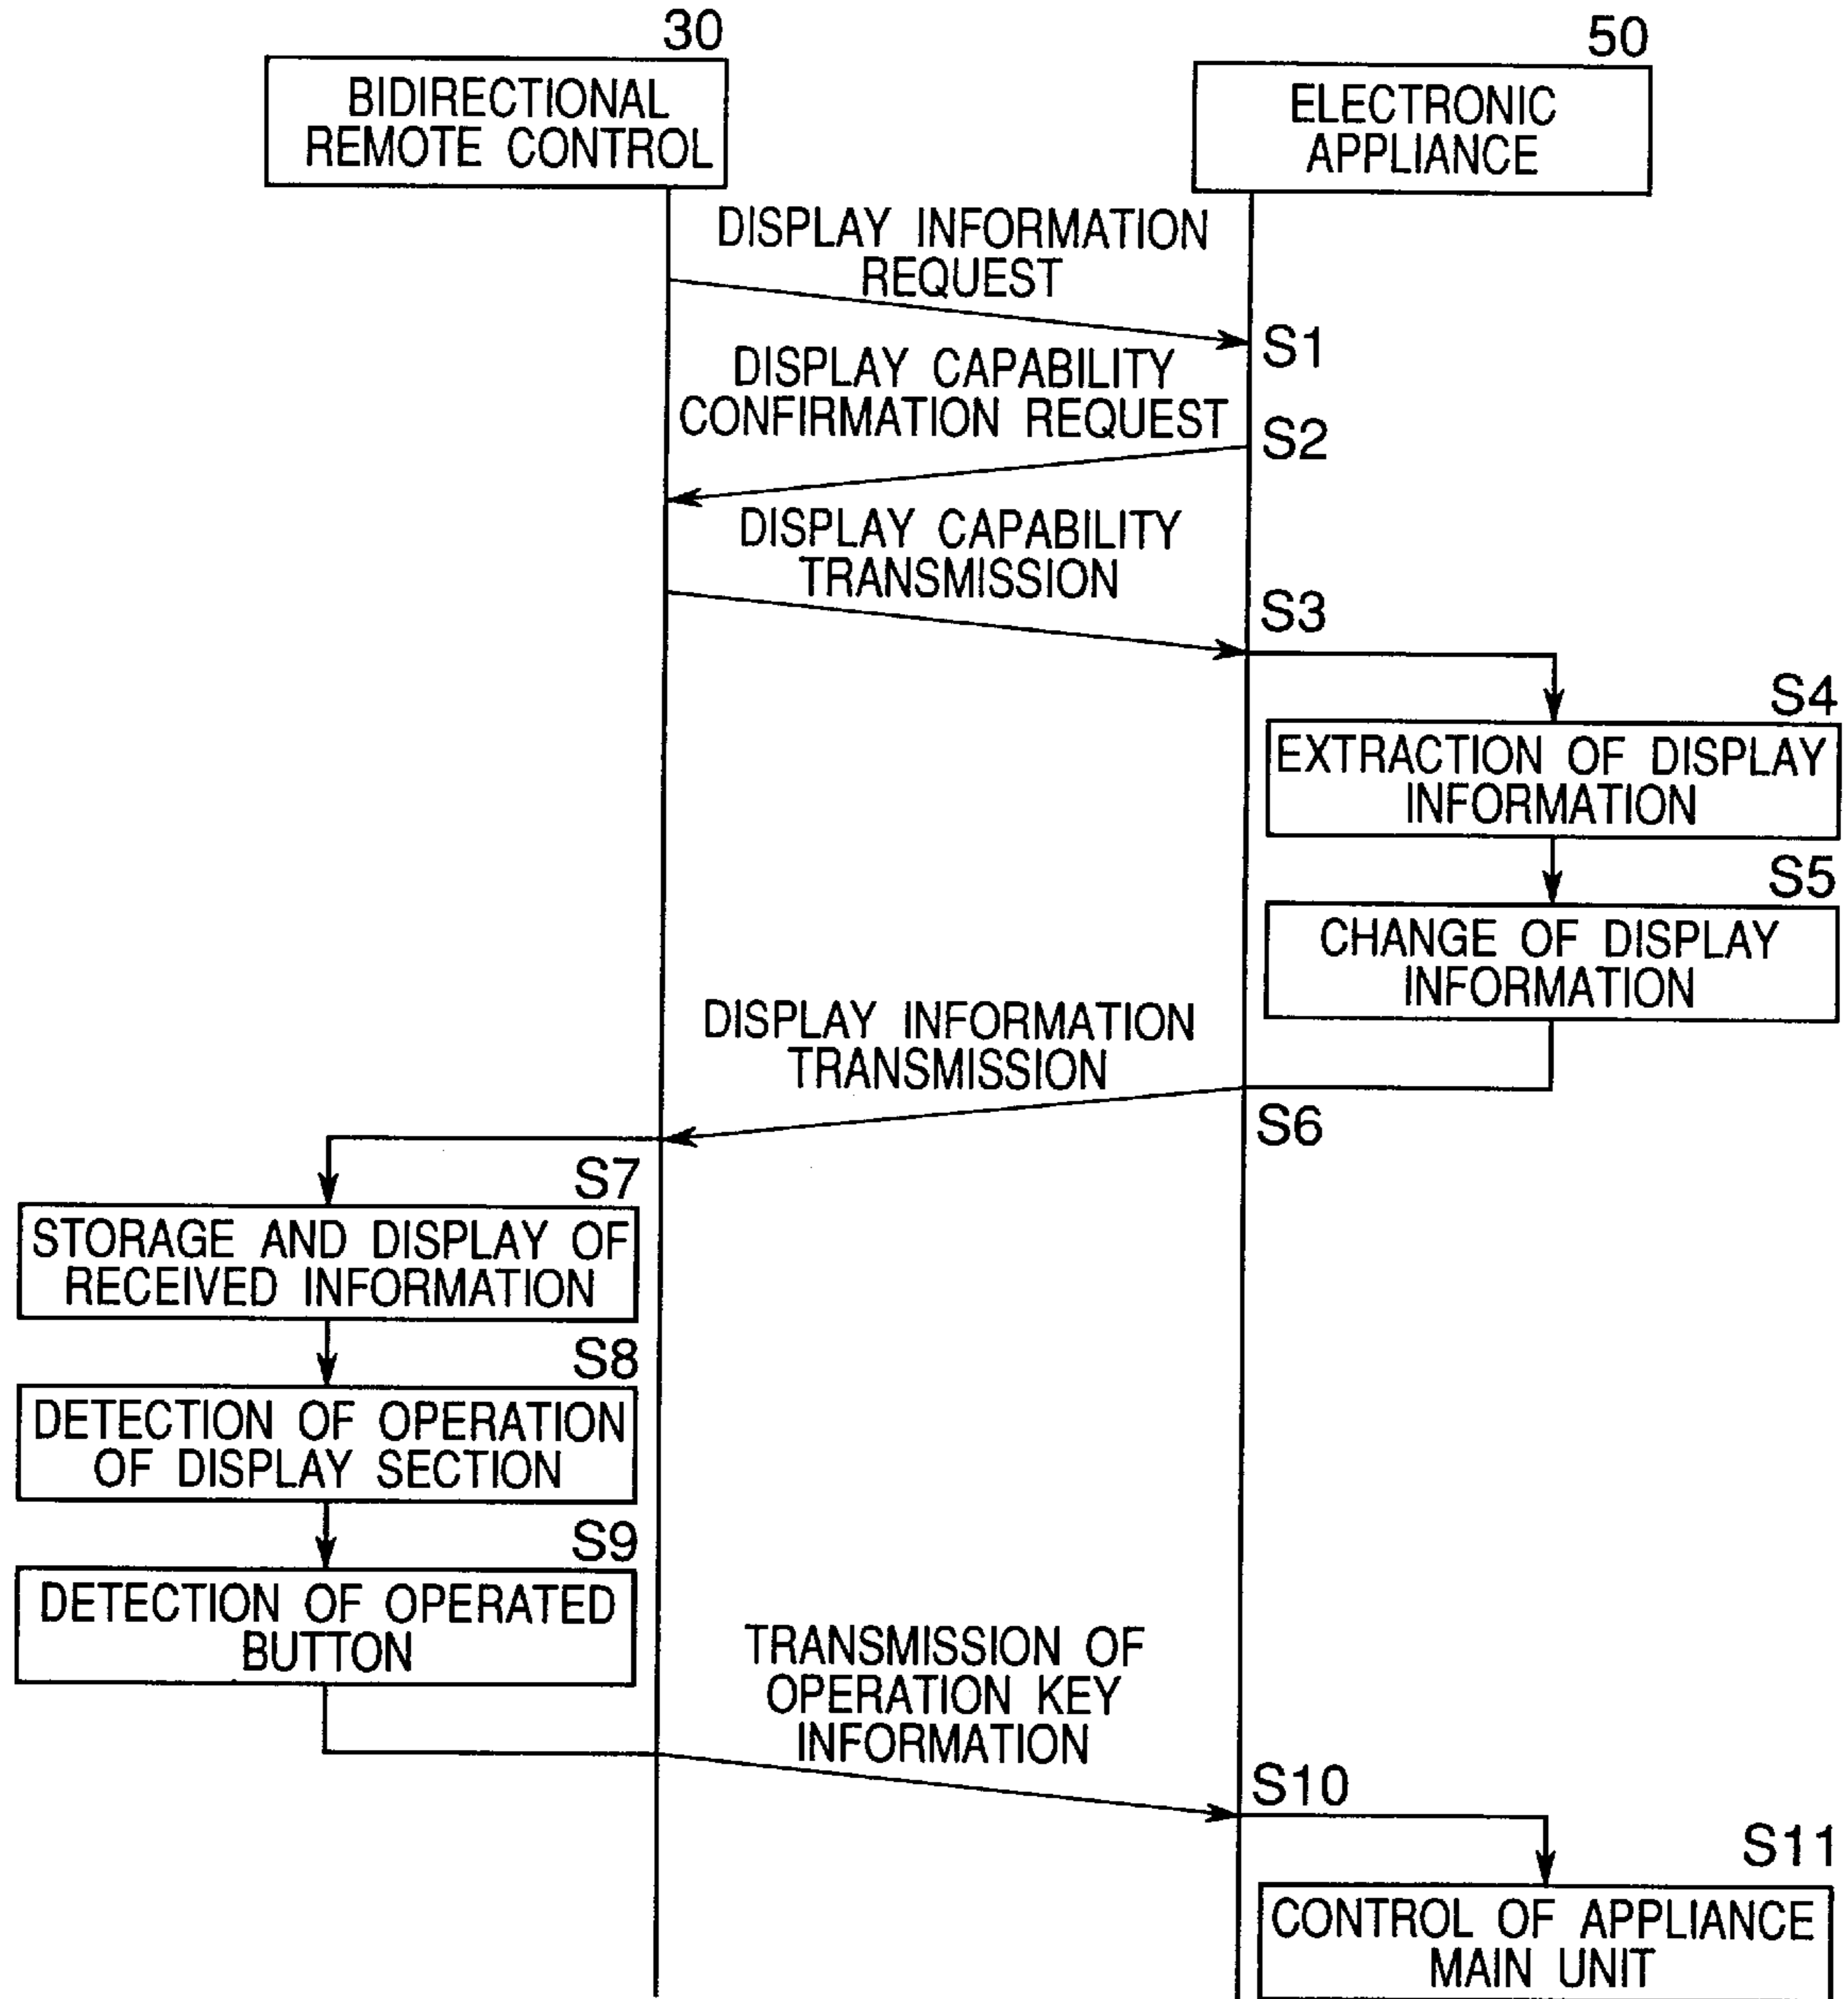 30
BIDIRECTIONAL
REMOTE CONTROL
50
ELECTRONIC
APPLIANCE
DISPLAY INFORMATION
REQUEST
S1
DISPLAY CAPABILITY
CONFIRMATION REQUEST
S2
DISPLAY CAPABILITY
TRANSMISSION
S3
S4
EXTRACTION OF DISPLAY
INFORMATION
S5
CHANGE OF DISPLAY
INFORMATION
DISPLAY INFORMATION
TRANSMISSION
S6
S7
STORAGE AND DISPLAY OF
RECEIVED INFORMATION
S8
DETECTION OF OPERATION
OF DISPLAY SECTION
S9
DETECTION OF OPERATED
BUTTON
TRANSMISSION OF
OPERATION KEY
INFORMATION
S10
S11
CONTROL OF APPLIANCE
MAIN UNIT